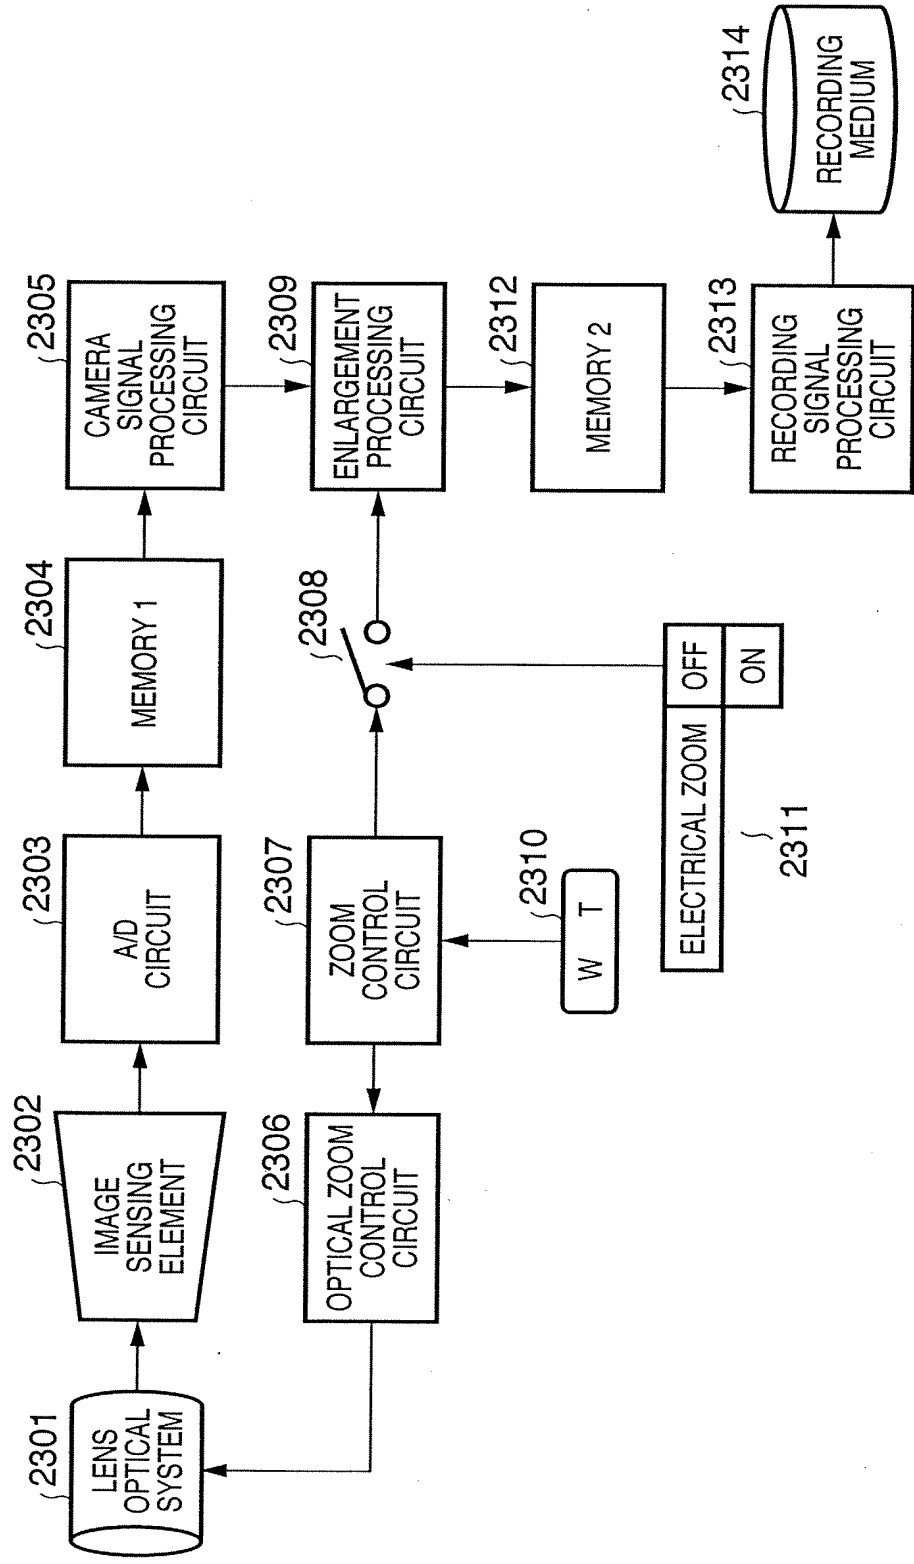 2301
LENS
OPTICAL
SYSTEM
2302
IMAGE
SENSING
ELEMENT
2303
A/D
CIRCUIT
2304
MEMORY 1
2305
CAMERA
SIGNAL
PROCESSING
CIRCUIT
2306
OPTICAL ZOOM
CONTROL
CIRCUIT
2307
ZOOM
CONTROL
CIRCUIT
2308
2309
ENLARGEMENT
PROCESSING
CIRCUIT
2310
W T
2312
MEMORY 2
ELECTRICAL ZOOM OFF
ON
2311
2313
RECORDING
SIGNAL
PROCESSING
CIRCUIT
2314
RECORDING
MEDIUM